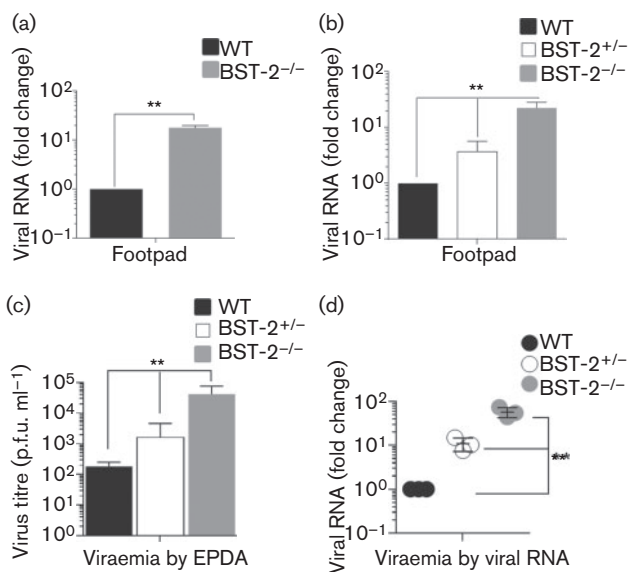 (a)
WT
BST-2−/−
Viral RNA (fold change)
10²
10¹
10⁰
10−¹
**
Footpad
(b)
WT
BST-2+/−
BST-2−/−
Viral RNA (fold change)
10²
10¹
10⁰
10−¹
**
Footpad
(c)
WT
BST-2+/−
BST-2−/−
Virus titre (p.f.u. ml−¹)
10⁵
10⁴
10³
10²
10¹
10⁰
**
Viraemia by EPDA
(d)
WT
BST-2+/−
BST-2−/−
Viral RNA (fold change)
10²
10¹
10⁰
10−¹
**
Viraemia by viral RNA